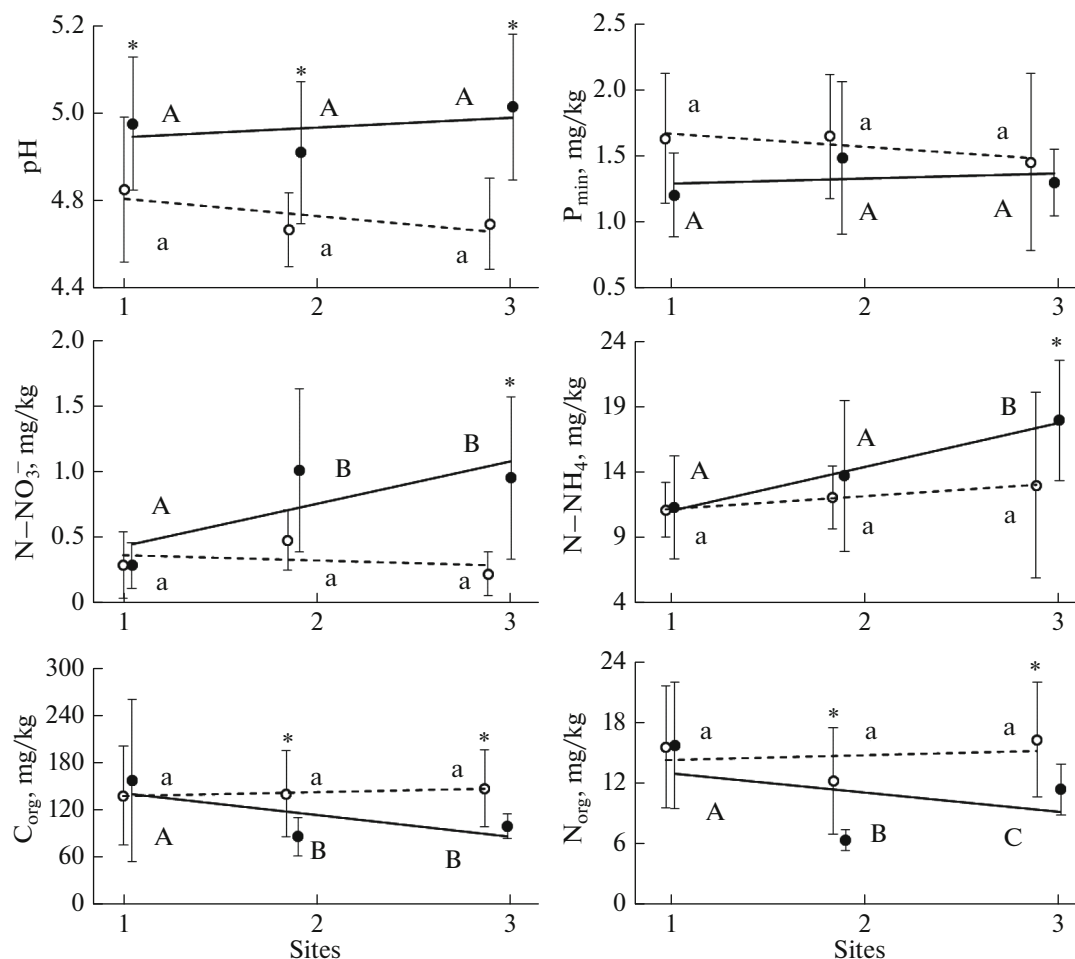 5.2
5.0
4.8
4.4
pH
*
*
*
A
A
A
a
a
a
1
2
3
2.5
2.0
1.5
1.0
0.5
P_min, mg/kg
a
a
a
A
A
A
1
2
3
2.0
1.5
1.0
0.5
0
N–NO₃⁻, mg/kg
*
A
B
B
a
a
a
1
2
3
24
19
14
9
4
N–NH₄, mg/kg
*
A
A
B
a
a
a
1
2
3
300
240
180
120
60
0
C_org, mg/kg
*
*
a
a
a
A
B
B
1
2
3
Sites
24
18
12
6
0
N_org, mg/kg
*
*
a
a
a
A
B
C
1
2
3
Sites